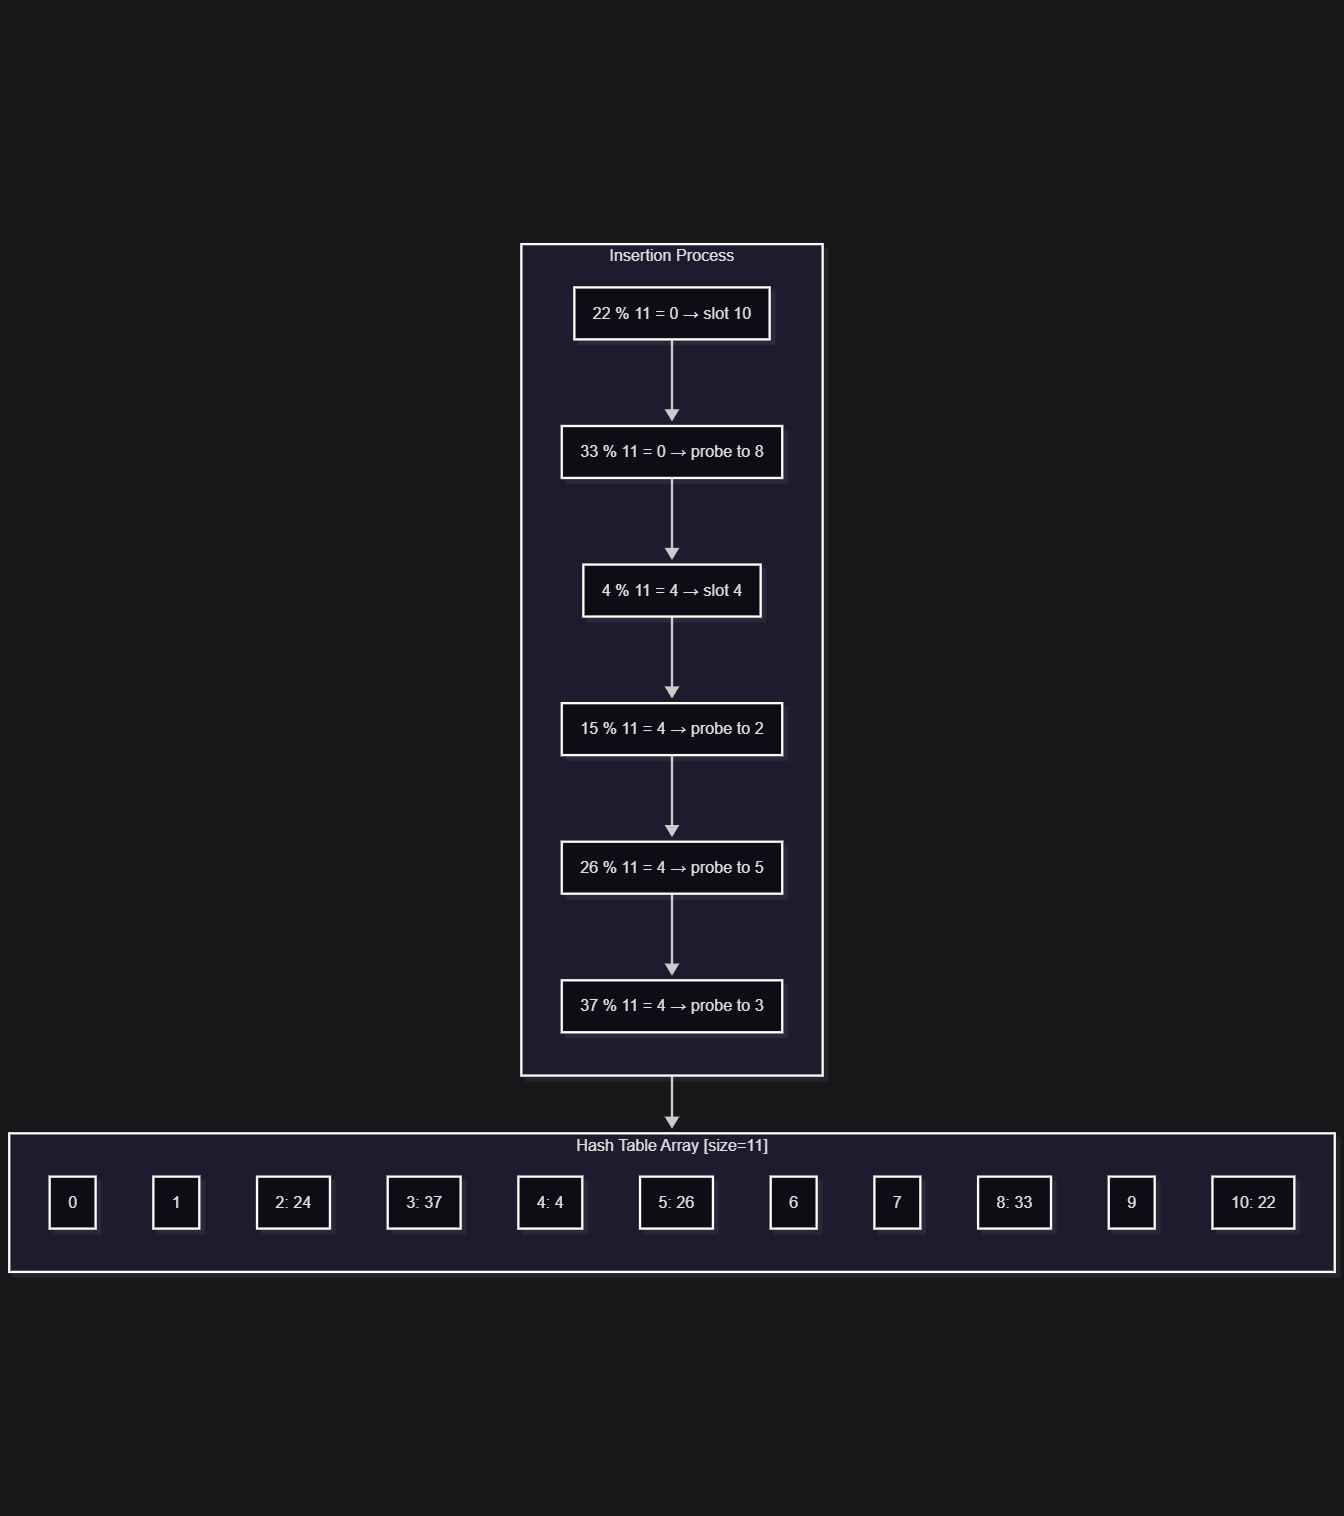 Insertion Process
22 % 11 = 0 → slot 10
33 % 11 = 0 → probe to 8
4 % 11 = 4 → slot 4
15 % 11 = 4 → probe to 2
26 % 11 = 4 → probe to 5
37 % 11 = 4 → probe to 3
Hash Table Array [size=11]
0 1 2: 24 3: 37 4: 4 5: 26 6 7 8: 33 9 10: 22